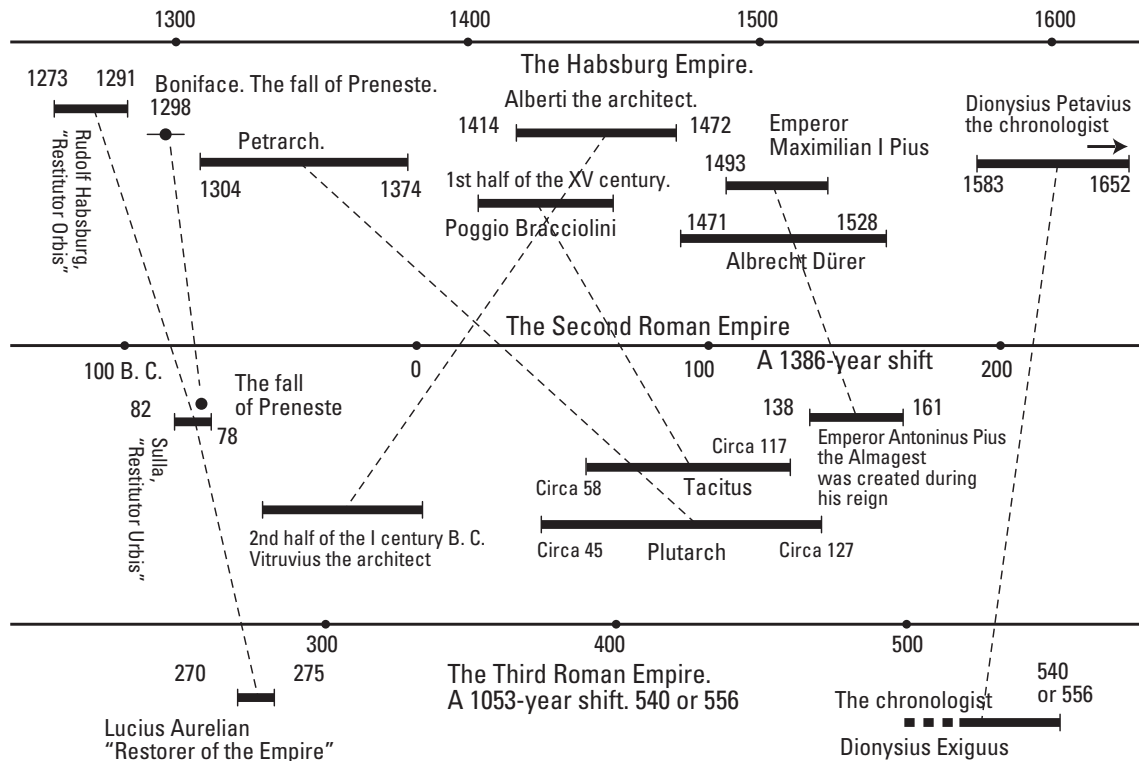 1300 1400 1500 1600
The Habsburg Empire.
1273 1291
Rudolf Habsburg,
"Restitutor Orbis"
Boniface. The fall of Preneste.
1298
Petrarch.
1304 1374
Alberti the architect.
1414 1472
1st half of the XV century.
Poggio Bracciolini
Emperor
Maximilian I Pius
1493
1471 1528
Albrecht Dürer
Dionysius Petavius
the chronologist
1583 1652
The Second Roman Empire
A 1386-year shift
100 B. C. 0 100 200
82
78
Sulla,
"Restitutor Urbis"
The fall
of Preneste
2nd half of the I century B. C.
Vitruvius the architect
Circa 117
Circa 58
Tacitus
Circa 45
Plutarch
Circa 127
138 161
Emperor Antoninus Pius
the Almagest
was created during
his reign
300 400 500
The Third Roman Empire.
A 1053-year shift. 540 or 556
270 275
Lucius Aurelian
“Restorer of the Empire”
540
or 556
The chronologist
Dionysius Exiguus